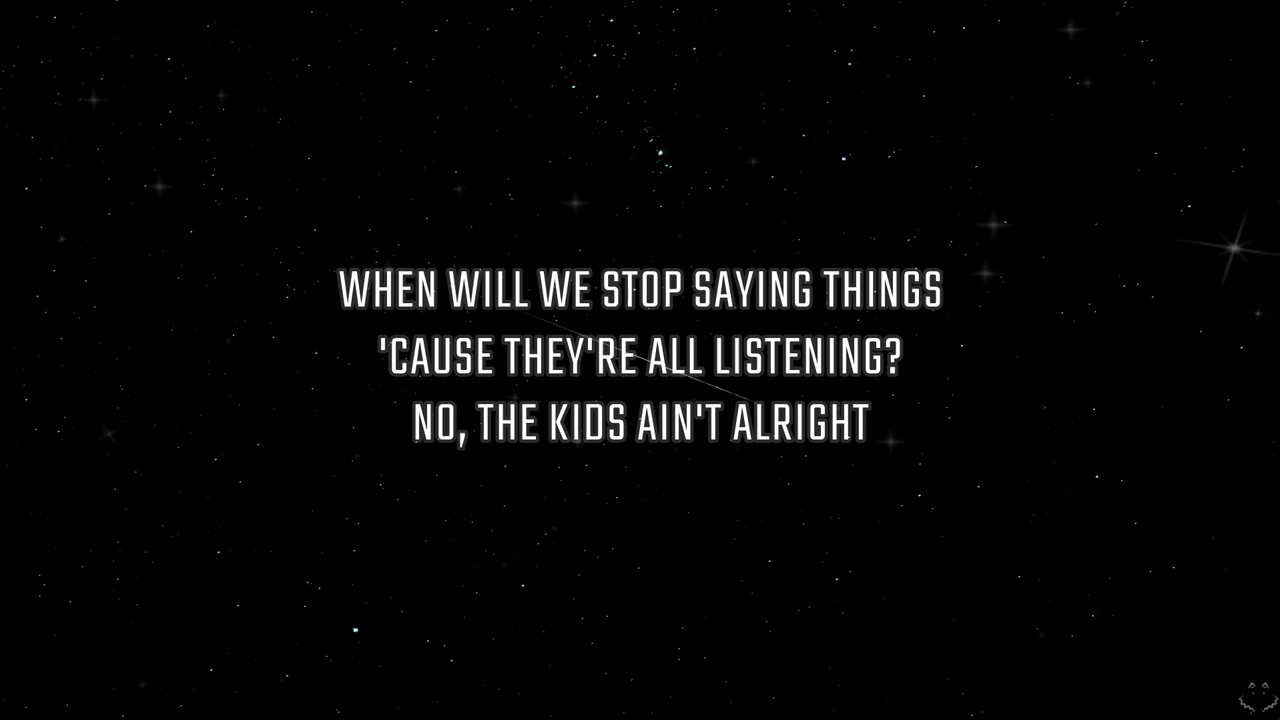 WHEN WILL WE STOP SAYING THINGS
'CAUSE THEY'RE ALL LISTENING?
NO, THE KIDS AIN'T ALRIGHT